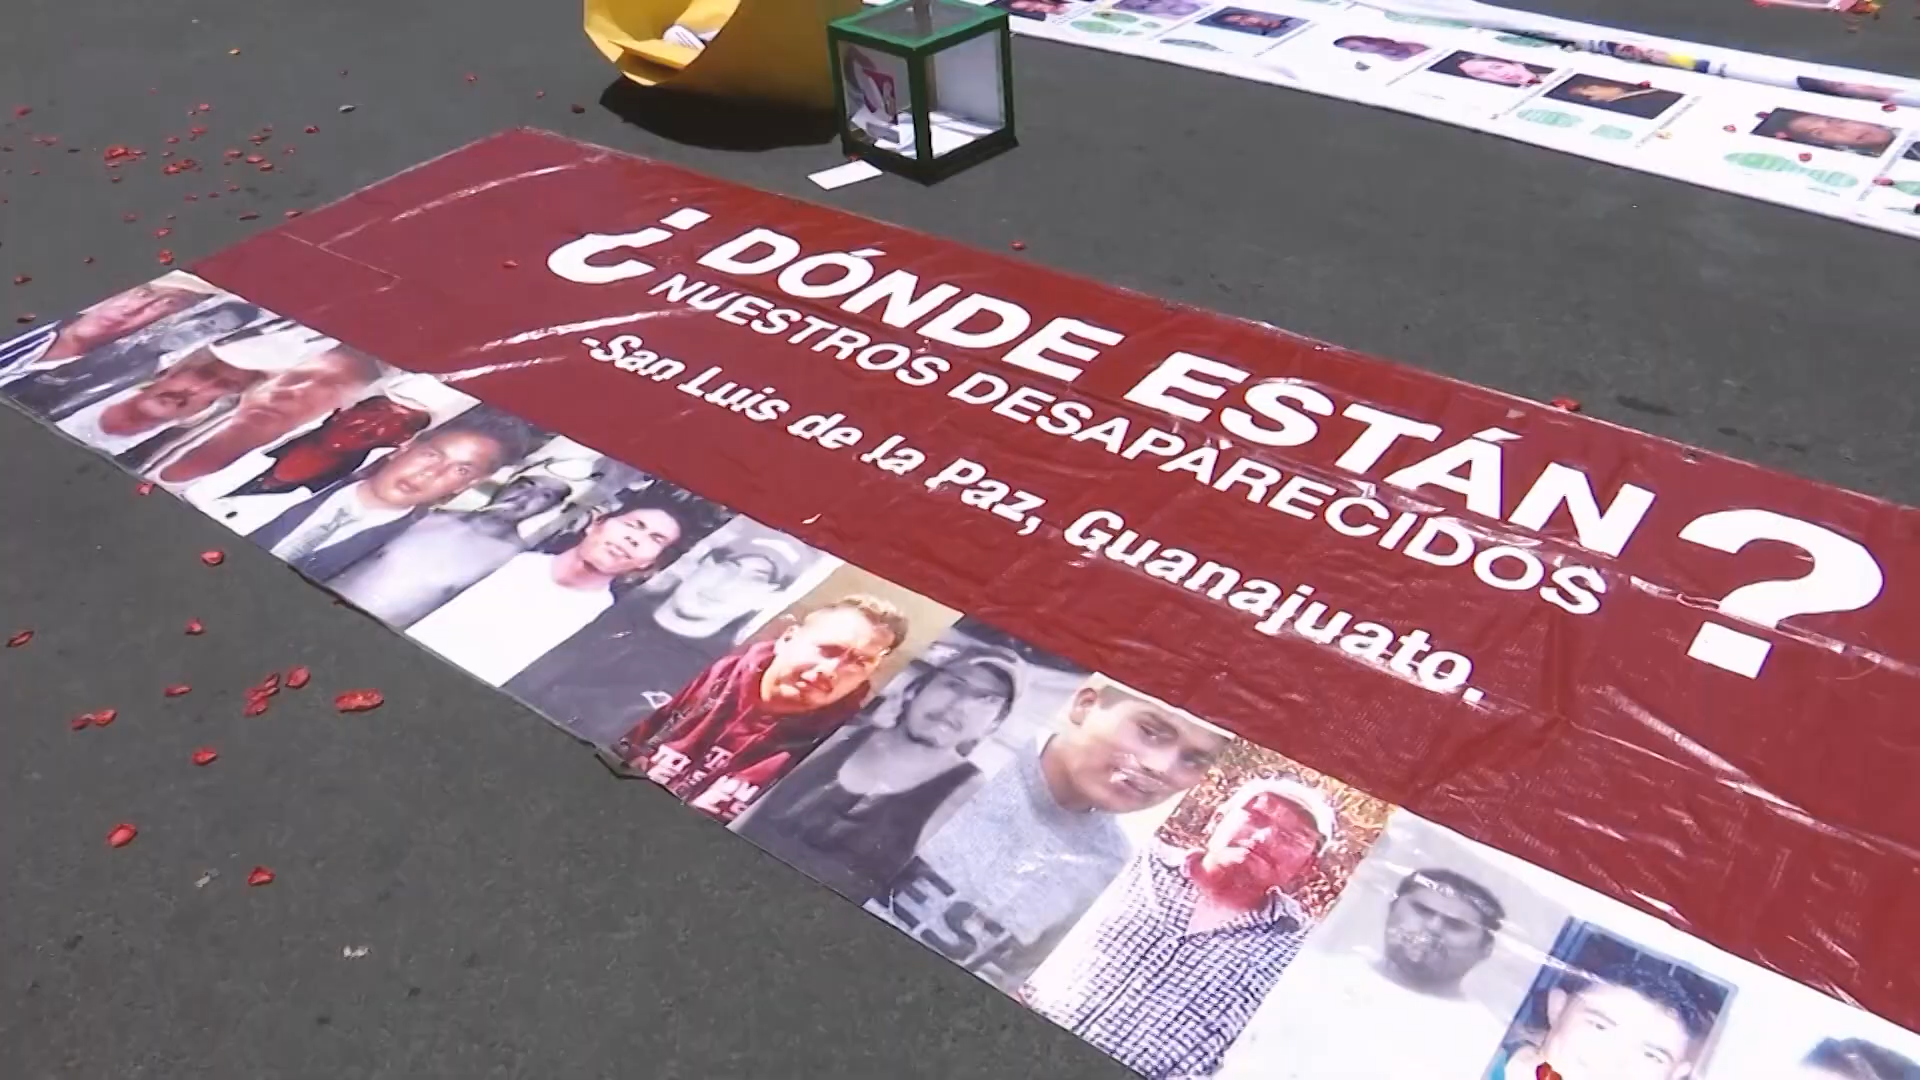 ¿DÓNDE ESTÁN?
NUESTROS DESAPARECIDOS
-San Luis de la Paz, Guanajuato.